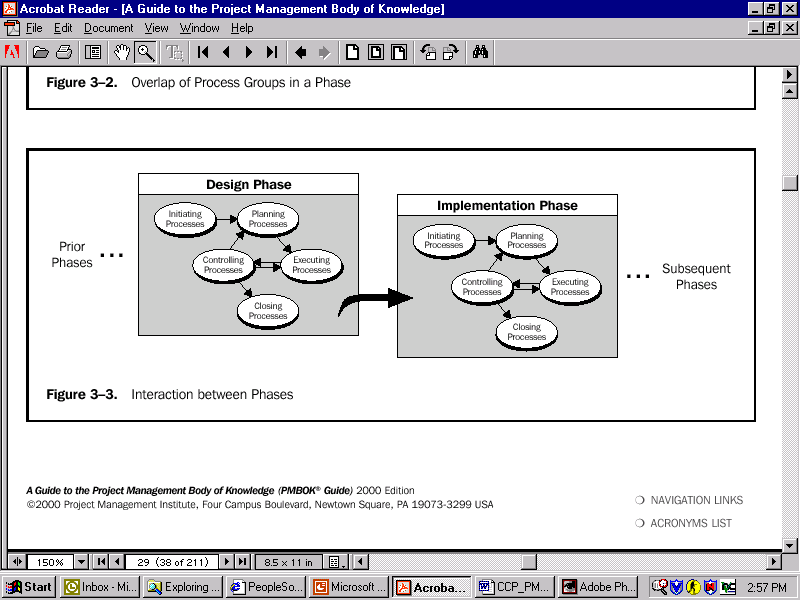 Acrobat Reader - [A Guide to the Project Management Body of Knowledge]
File Edit Document View Window Help
Figure 3–2. Overlap of Process Groups in a Phase
Design Phase
Initiating
Processes
Planning
Processes
Controlling
Processes
Executing
Processes
Closing
Processes
Prior
Phases ...
Implementation Phase
Initiating
Processes
Planning
Processes
Controlling
Processes
Executing
Processes
Closing
Processes
... Subsequent
Phases
Figure 3–3. Interaction between Phases
A Guide to the Project Management Body of Knowledge (PMBOK® Guide) 2000 Edition
©2000 Project Management Institute, Four Campus Boulevard, Newtown Square, PA 19073-3299 USA
NAVIGATION LINKS
ACRONYMS LIST
150% 29 (38 of 211) 8.5 x 11 in
Start Inbox - Mi... Exploring ... PeopleSo... Microsoft ... Acroba... CCP_PM... Adobe Ph... 2:57 PM